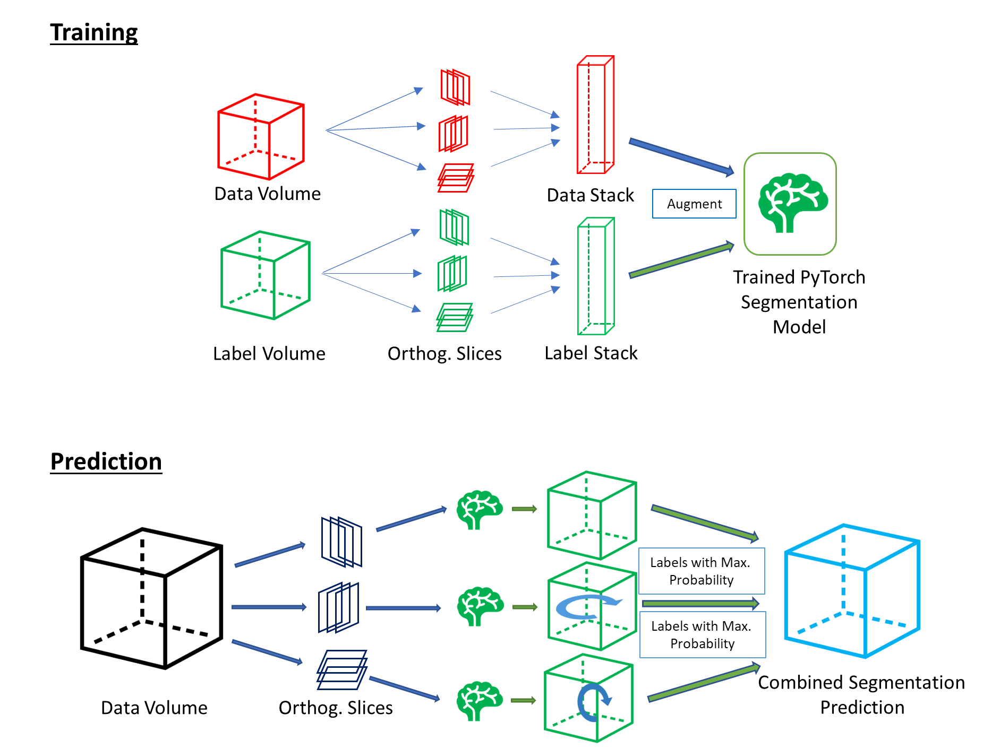 Training
Data Volume
Data Stack
Augment
Trained PyTorch
Segmentation
Model
Label Volume
Orthog. Slices
Label Stack
Prediction
Labels with Max.
Probability
Labels with Max.
Probability
Data Volume
Orthog. Slices
Combined Segmentation
Prediction